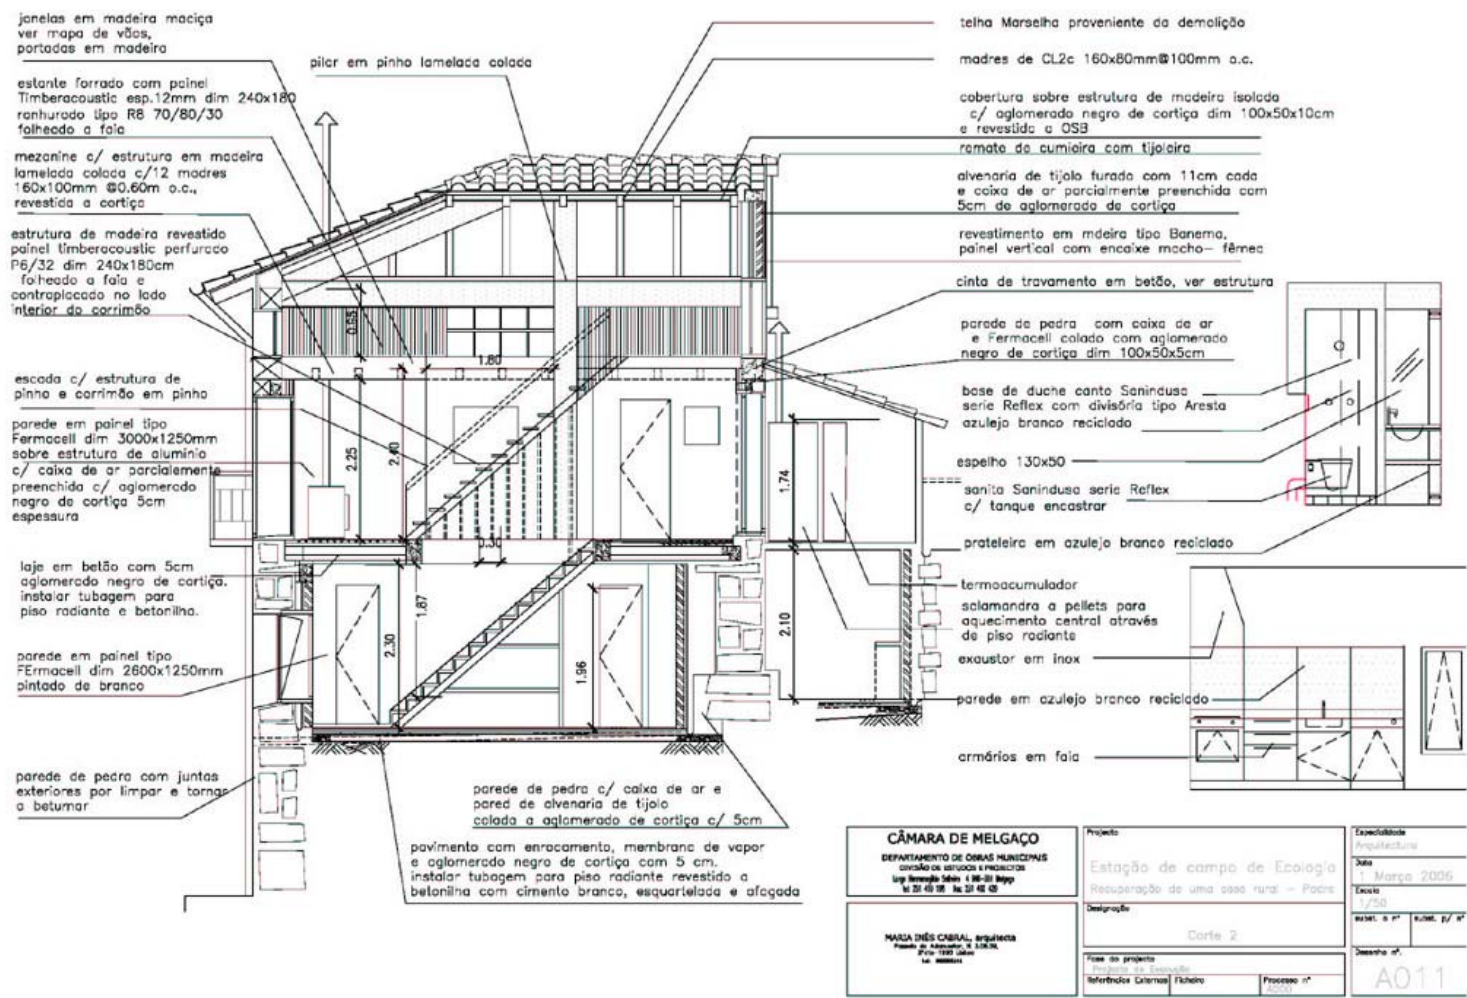 janelas em madeira maciça
ver mapa de vãos,
portadas em madeira
estante forrado com painel
Timberacoustic esp.12mm dim 240x180
ranhurado tipo R8 70/80/30
folheado a faia
mezanine c/ estrutura em madeira
lamelada colada c/12 madres
160x100mm @0.60m o.c.,
revestida a cortiça
estrutura de madeira revestido
painel timberacoustic perfurado
P6/32 dim 240x180cm
folheado a faia e
contraplacado no lado
interior do corrimão
escada c/ estrutura de
pinho e corrimão em pinho
parede em painel tipo
Fermacell dim 3000x1250mm
sobre estrutura de aluminio
c/ caixa de ar parcialemente
preenchida c/ aglomerado
negro de cortiça 5cm
espessura
laje em betão com 5cm
aglomerado negro de cortiça.
instalar tubagem para
piso radiante e betonilha.
parede em painel tipo
FErmacell dim 2600x1250mm
pintado de branco
parede de pedra com juntas
exteriores por limpar e tornar
a betumar
pilar em pinho lamelada colada
0.65
1.80
2.25
2.40
0.30
1.87
2.30
1.96
1.74
2.10
parede de pedra c/ caixa de ar e
pared de alvenaria de tijolo
colada a aglomerado de cortiça c/ 5cm
pavimento com enrocamento, membrana de vapor
e aglomerado negro de cortiça com 5 cm.
instalar tubagem para piso radiante revestido a
betonilha com cimento branco, esquartelada e afagada
telha Marselha proveniente da demolição
madres de CL2c 160x80mm@100mm o.c.
cobertura sobre estrutura de madeira isolada
c/ aglomerado negro de cortiça dim 100x50x10cm
e revestida a OSB
remate do cumieira com tijoleira
alvenaria de tijolo furado com 11cm cada
e caixa de ar parcialmente preenchida com
5cm de aglomerado de cortiça
revestimento em mdeira tipo Banema,
painel vertical com encaixe macho- fêmea
cinta de travamento em betão, ver estrutura
parede de pedra com caixa de ar
e Fermacell colado com aglomerado
negro de cortiça dim 100x50x5cm
base de duche canto Sanindusa
serie Reflex com divisória tipo Aresta
azulejo branco reciclado
espelho 130x50
sanita Sanindusa serie Reflex
c/ tanque encastrar
prateleira em azulejo branco reciclado
termoacumulador
salamandra a pellets para
aquecimento central através
de piso radiante
exaustor em inox
parede em azulejo branco reciclado
armários em faia
CÂMARA DE MELGAÇO
DEPARTAMENTO DE OBRAS MUNICIPAIS
DIVISÃO DE ESTUDOS E PROJECTOS
MARIA INÊS CABRAL, arquitecta
Projecto
Estação de campo de Ecologia
Recuperação de uma casa rural - Padre
Designação
Corte 2
Fase do projecto
Projecto de Execução
Referências Externas
Ficheiro
Processo nº
Especialidade
Arquitectura
Data
1 Março 2006
Escala
1/50
subst. o nº
subst. p/ nº
Desenho nº.
A011